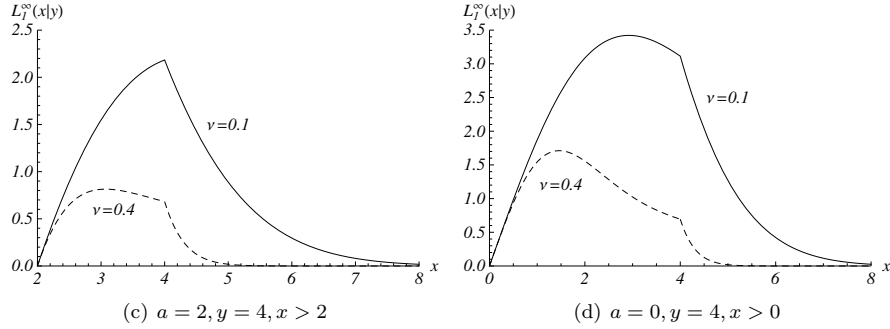 L_I^∞(x|y)
2.5
2.0
1.5
1.0
0.5
0.0
2 3 4 5 6 7 8 x
ν=0.1
ν=0.4
(c) a = 2, y = 4, x > 2
L_I^∞(x|y)
3.5
3.0
2.5
2.0
1.5
1.0
0.5
0.0
0 2 4 6 8 x
ν=0.1
ν=0.4
(d) a = 0, y = 4, x > 0